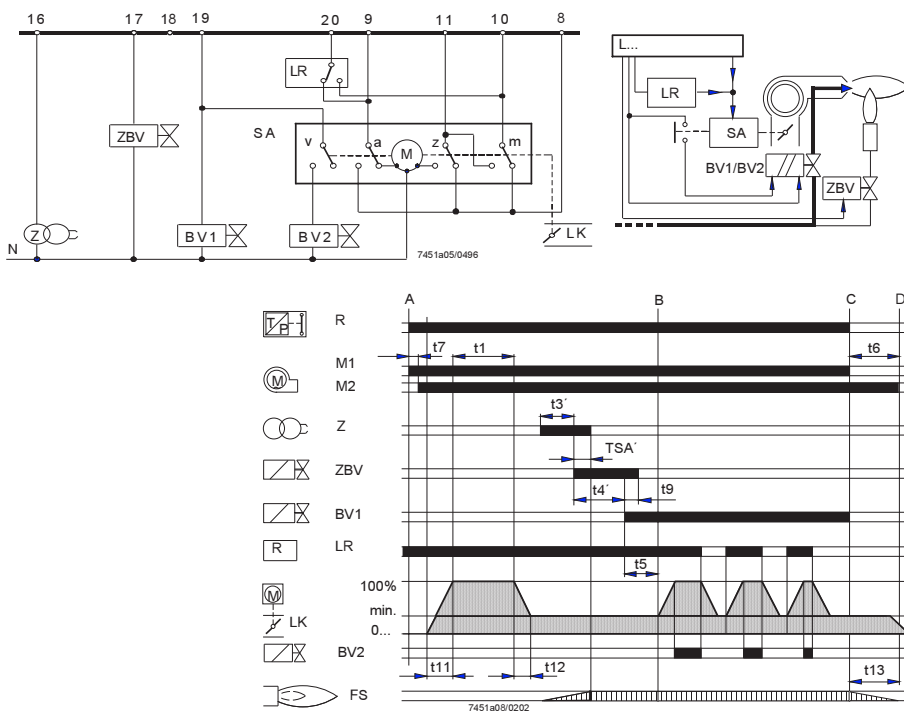 16 17 18 19 20 9 11 10 8
LR
SA
v a M z m
ZBV
Z
BV1 BV2
LK
N
7451a05/0496
L...
LR
SA
BV1/BV2
ZBV
A B C D
T/P R
t7 t1 t6
M1
M M2
t3´
Z
TSA´
ZBV
t4´ t9
BV1
R LR
t5
100%
M
min.
LK
0...
BV2
t11 t12 t13
FS
7451a08/0202